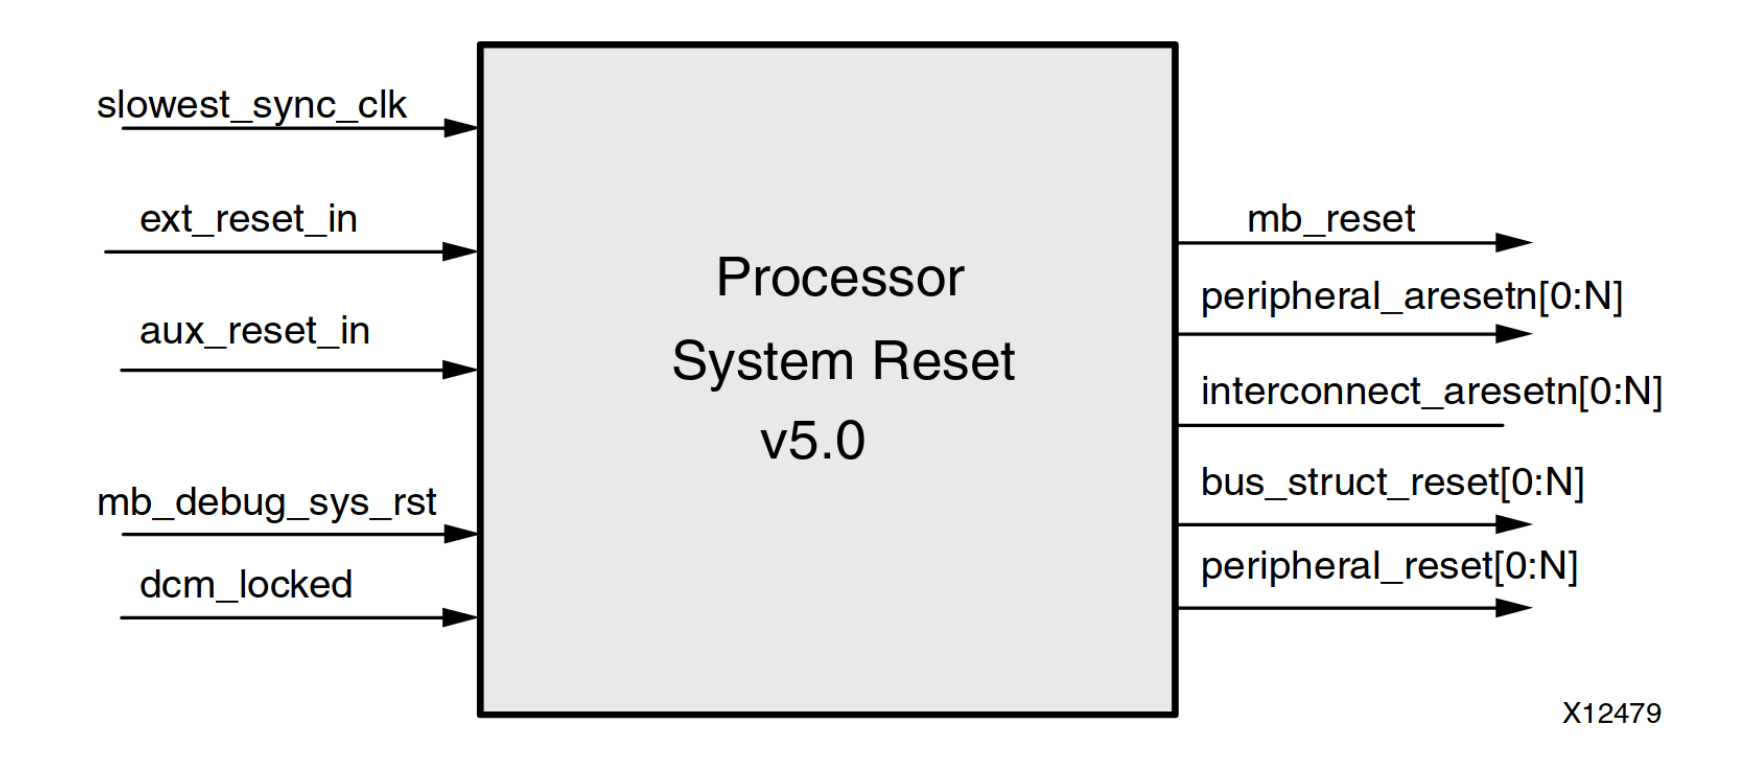 slowest_sync_clk
ext_reset_in
aux_reset_in
mb_debug_sys_rst
dcm_locked
Processor
System Reset
v5.0
mb_reset
peripheral_aresetn[0:N]
interconnect_aresetn[0:N]
bus_struct_reset[0:N]
peripheral_reset[0:N]
X12479